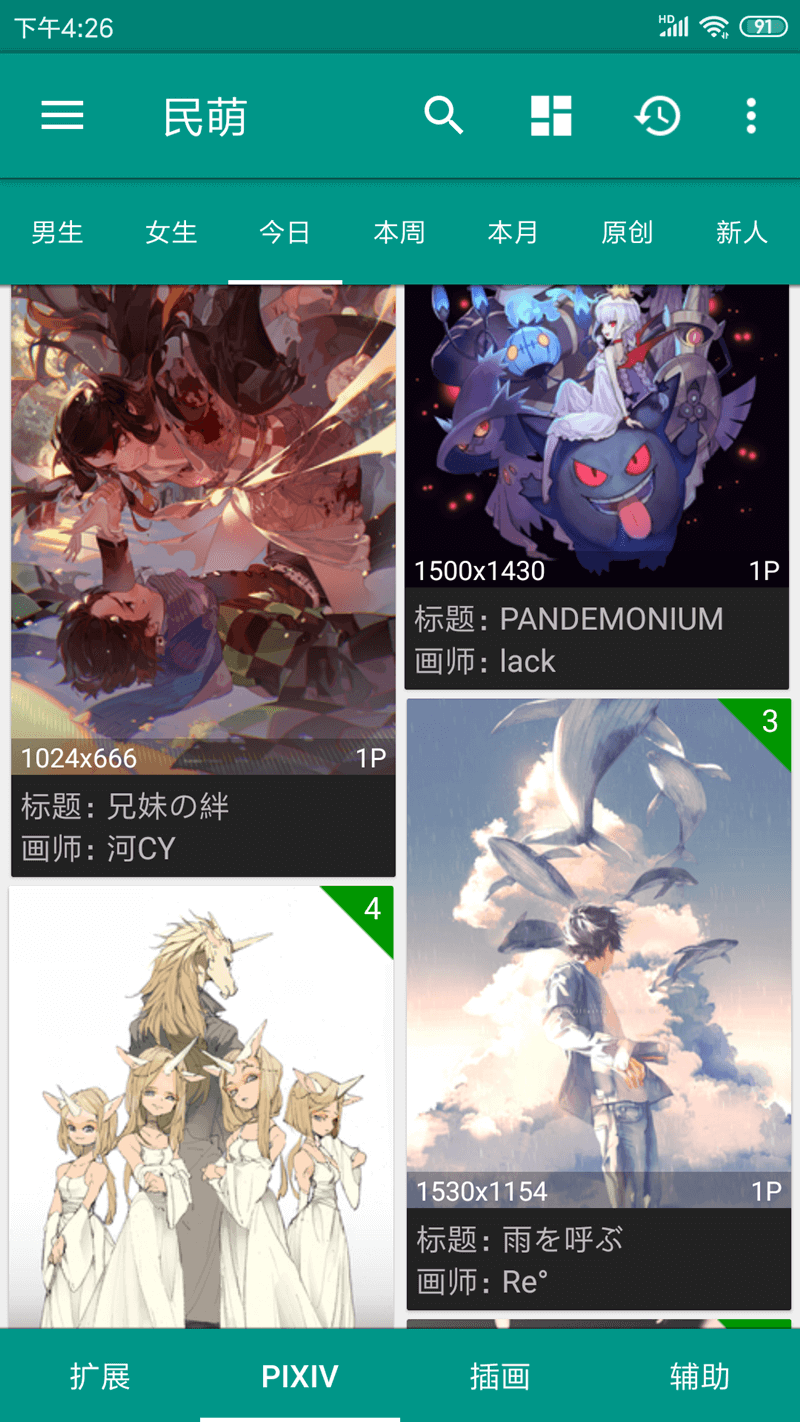 下午4:26
HD
91
民萌
男生 女生 今日 本周 本月 原创 新人
1024x666 1P
标题：兄妹の絆
画师：河CY
1500x1430 1P
标题：PANDEMONIUM
画师：lack
4
3
1530x1154 1P
标题：雨を呼ぶ
画师：Re°
扩展 PIXIV 插画 辅助